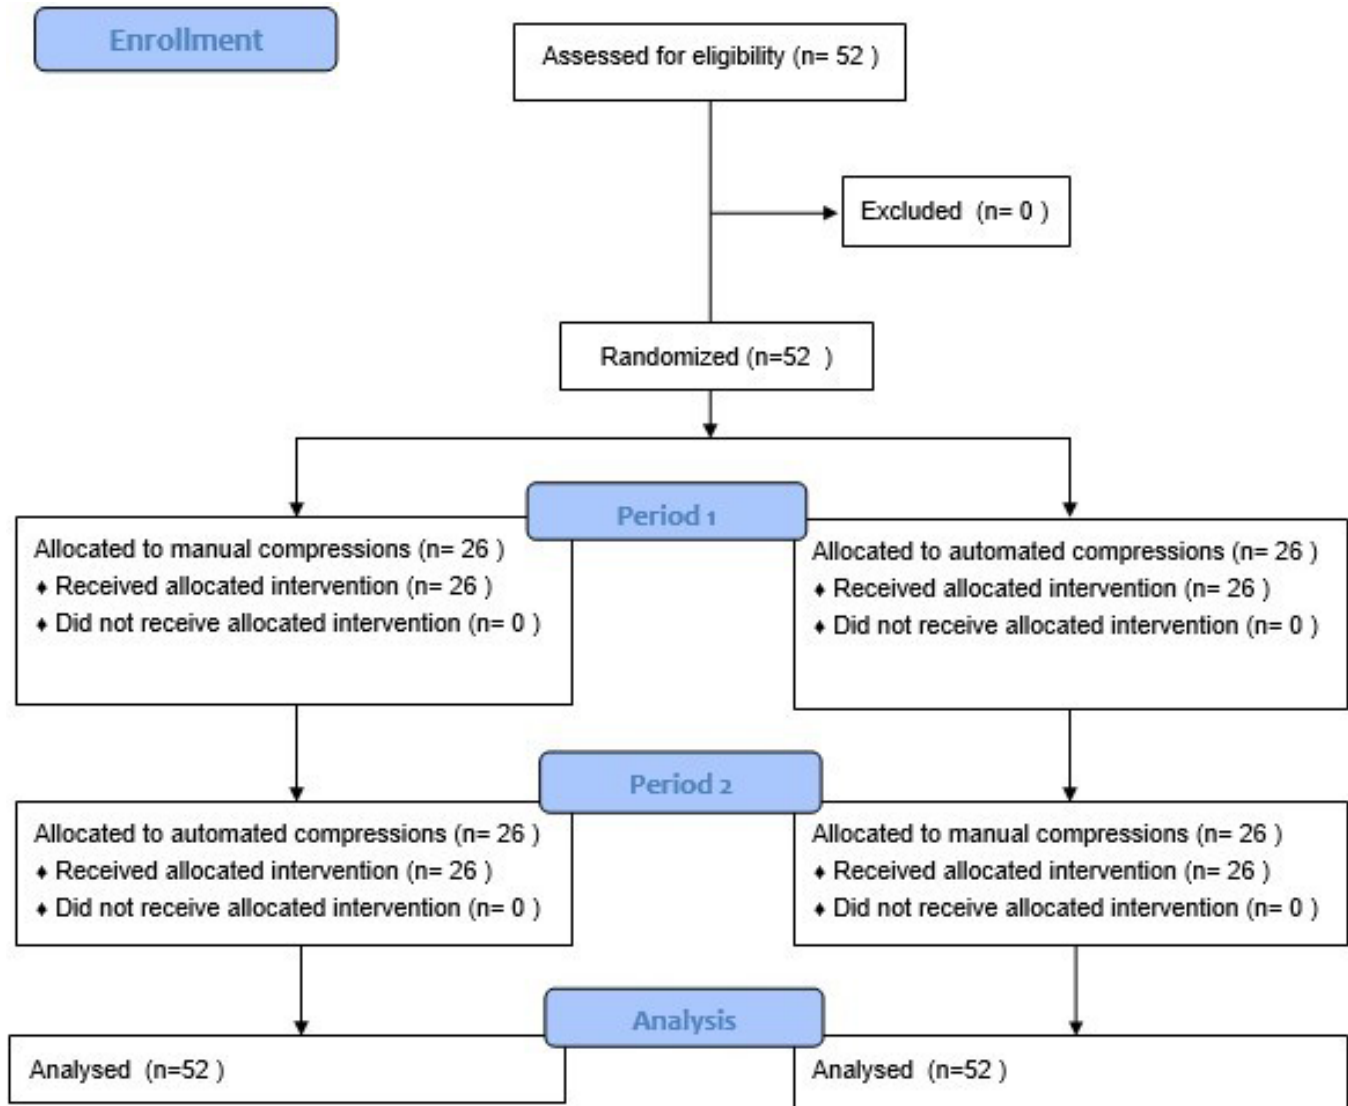 Enrollment
Assessed for eligibility (n= 52 )
Excluded  (n= 0 )
Randomized (n=52  )
Period 1
Allocated to manual compressions (n= 26 )
♦ Received allocated intervention (n= 26 )
♦ Did not receive allocated intervention (n= 0 )
Allocated to automated compressions (n= 26 )
♦ Received allocated intervention (n= 26 )
♦ Did not receive allocated intervention (n= 0 )
Period 2
Allocated to automated compressions (n= 26 )
♦ Received allocated intervention (n= 26 )
♦ Did not receive allocated intervention (n= 0 )
Allocated to manual compressions (n= 26 )
♦ Received allocated intervention (n= 26 )
♦ Did not receive allocated intervention (n= 0 )
Analysis
Analysed  (n=52 )
Analysed  (n=52 )